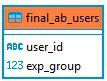 final_ab_users
ABC user_id
123 exp_group